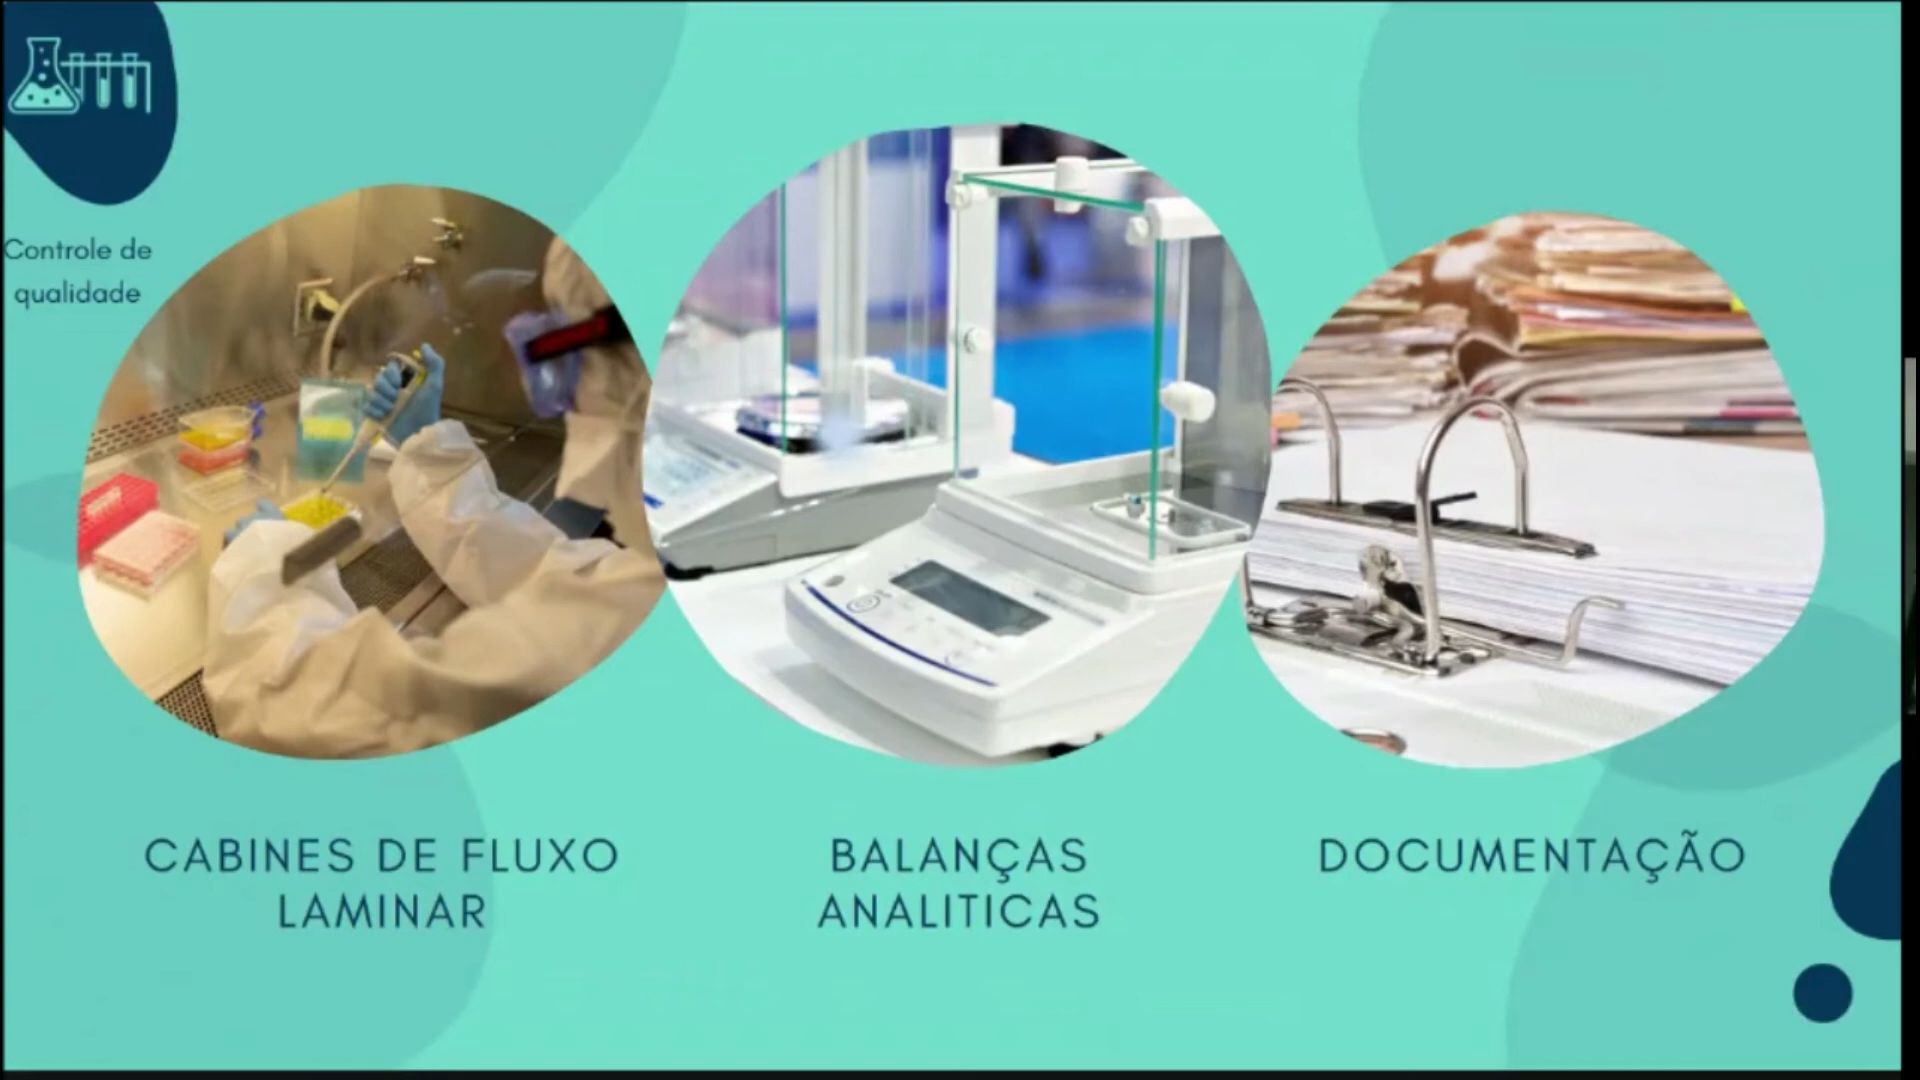 Controle de
qualidade
CABINES DE FLUXO
LAMINAR
BALANÇAS
ANALITICAS
DOCUMENTAÇÃO